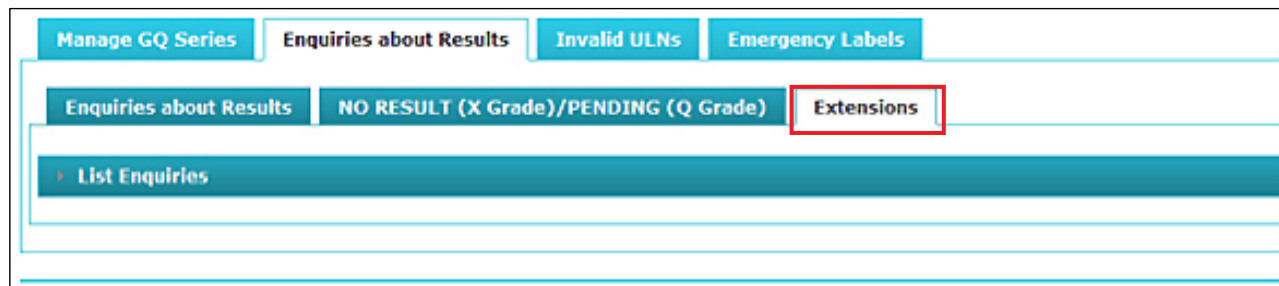 Manage GQ Series Enquiries about Results Invalid ULNs Emergency Labels
Enquiries about Results NO RESULT (X Grade)/PENDING (Q Grade) Extensions
List Enquiries